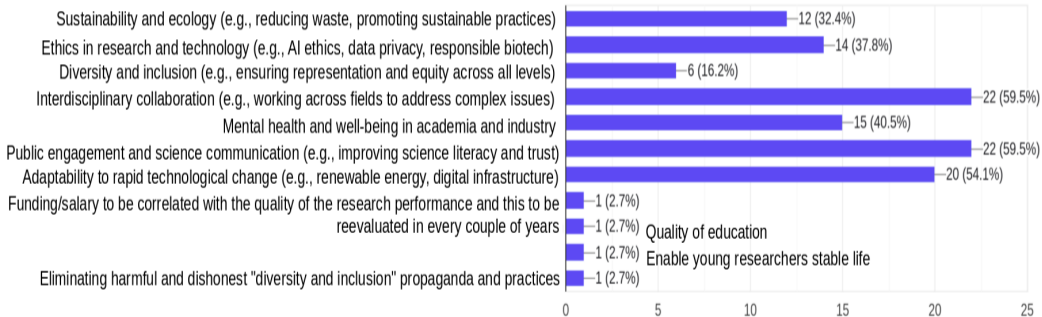 Sustainability and ecology (e.g., reducing waste, promoting sustainable practices) 12 (32.4%)
Ethics in research and technology (e.g., AI ethics, data privacy, responsible biotech) 14 (37.8%)
Diversity and inclusion (e.g., ensuring representation and equity across all levels) 6 (16.2%)
Interdisciplinary collaboration (e.g., working across fields to address complex issues) 22 (59.5%)
Mental health and well-being in academia and industry 15 (40.5%)
Public engagement and science communication (e.g., improving science literacy and trust) 22 (59.5%)
Adaptability to rapid technological change (e.g., renewable energy, digital infrastructure) 20 (54.1%)
Funding/salary to be correlated with the quality of the research performance and this to be 1 (2.7%)
reevaluated in every couple of years 1 (2.7%) Quality of education
1 (2.7%) Enable young researchers stable life
Eliminating harmful and dishonest "diversity and inclusion" propaganda and practices 1 (2.7%)
0 5 10 15 20 25